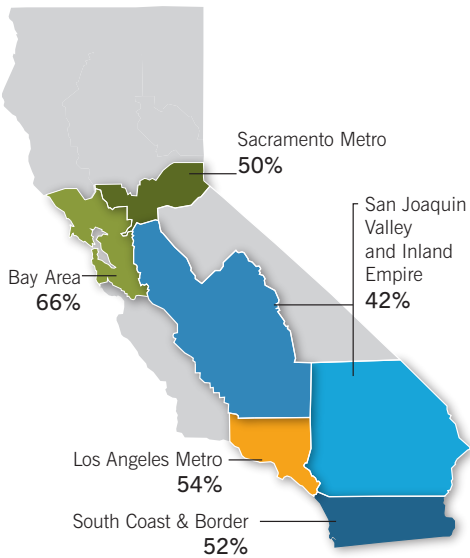 Sacramento Metro
50%
San Joaquin
Valley
and Inland
Empire
42%
Bay Area
66%
Los Angeles Metro
54%
South Coast & Border
52%